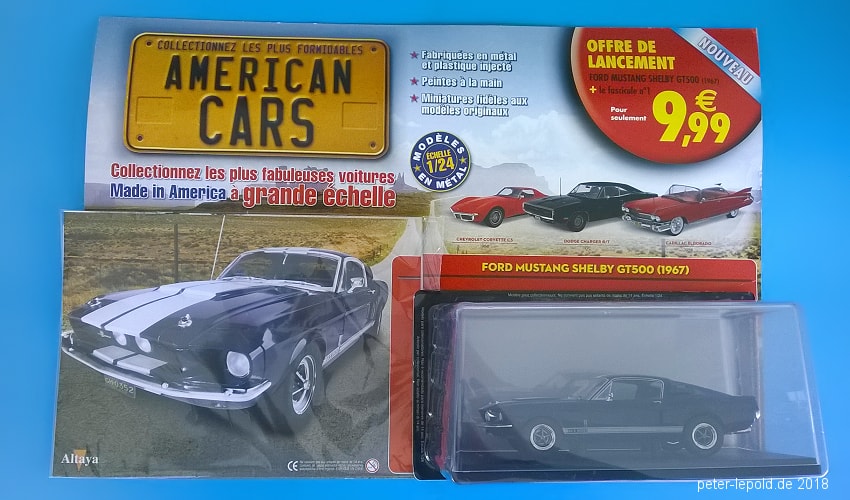 COLLECTIONNEZ LES PLUS FORMIDABLES
AMERICAN
CARS
Fabriquées en métal
et plastique injecté
Peintes à la main
Miniatures fidèles aux
modèles originaux
OFFRE DE
LANCEMENT
FORD MUSTANG SHELBY GT500 (1967)
+ le fascicule n°1
Pour
seulement
9,99 €
NOUVEAU
MODÈLES
ÉCHELLE
1/24
EN MÉTAL
Collectionnez les plus fabuleuses voitures
Made in America à grande échelle
CHEVROLET CORVETTE
DODGE CHARGER R/T
CADILLAC ELDORADO
FORD MUSTANG SHELBY GT500 (1967)
Altaya
CE
peter-lepold.de 2018